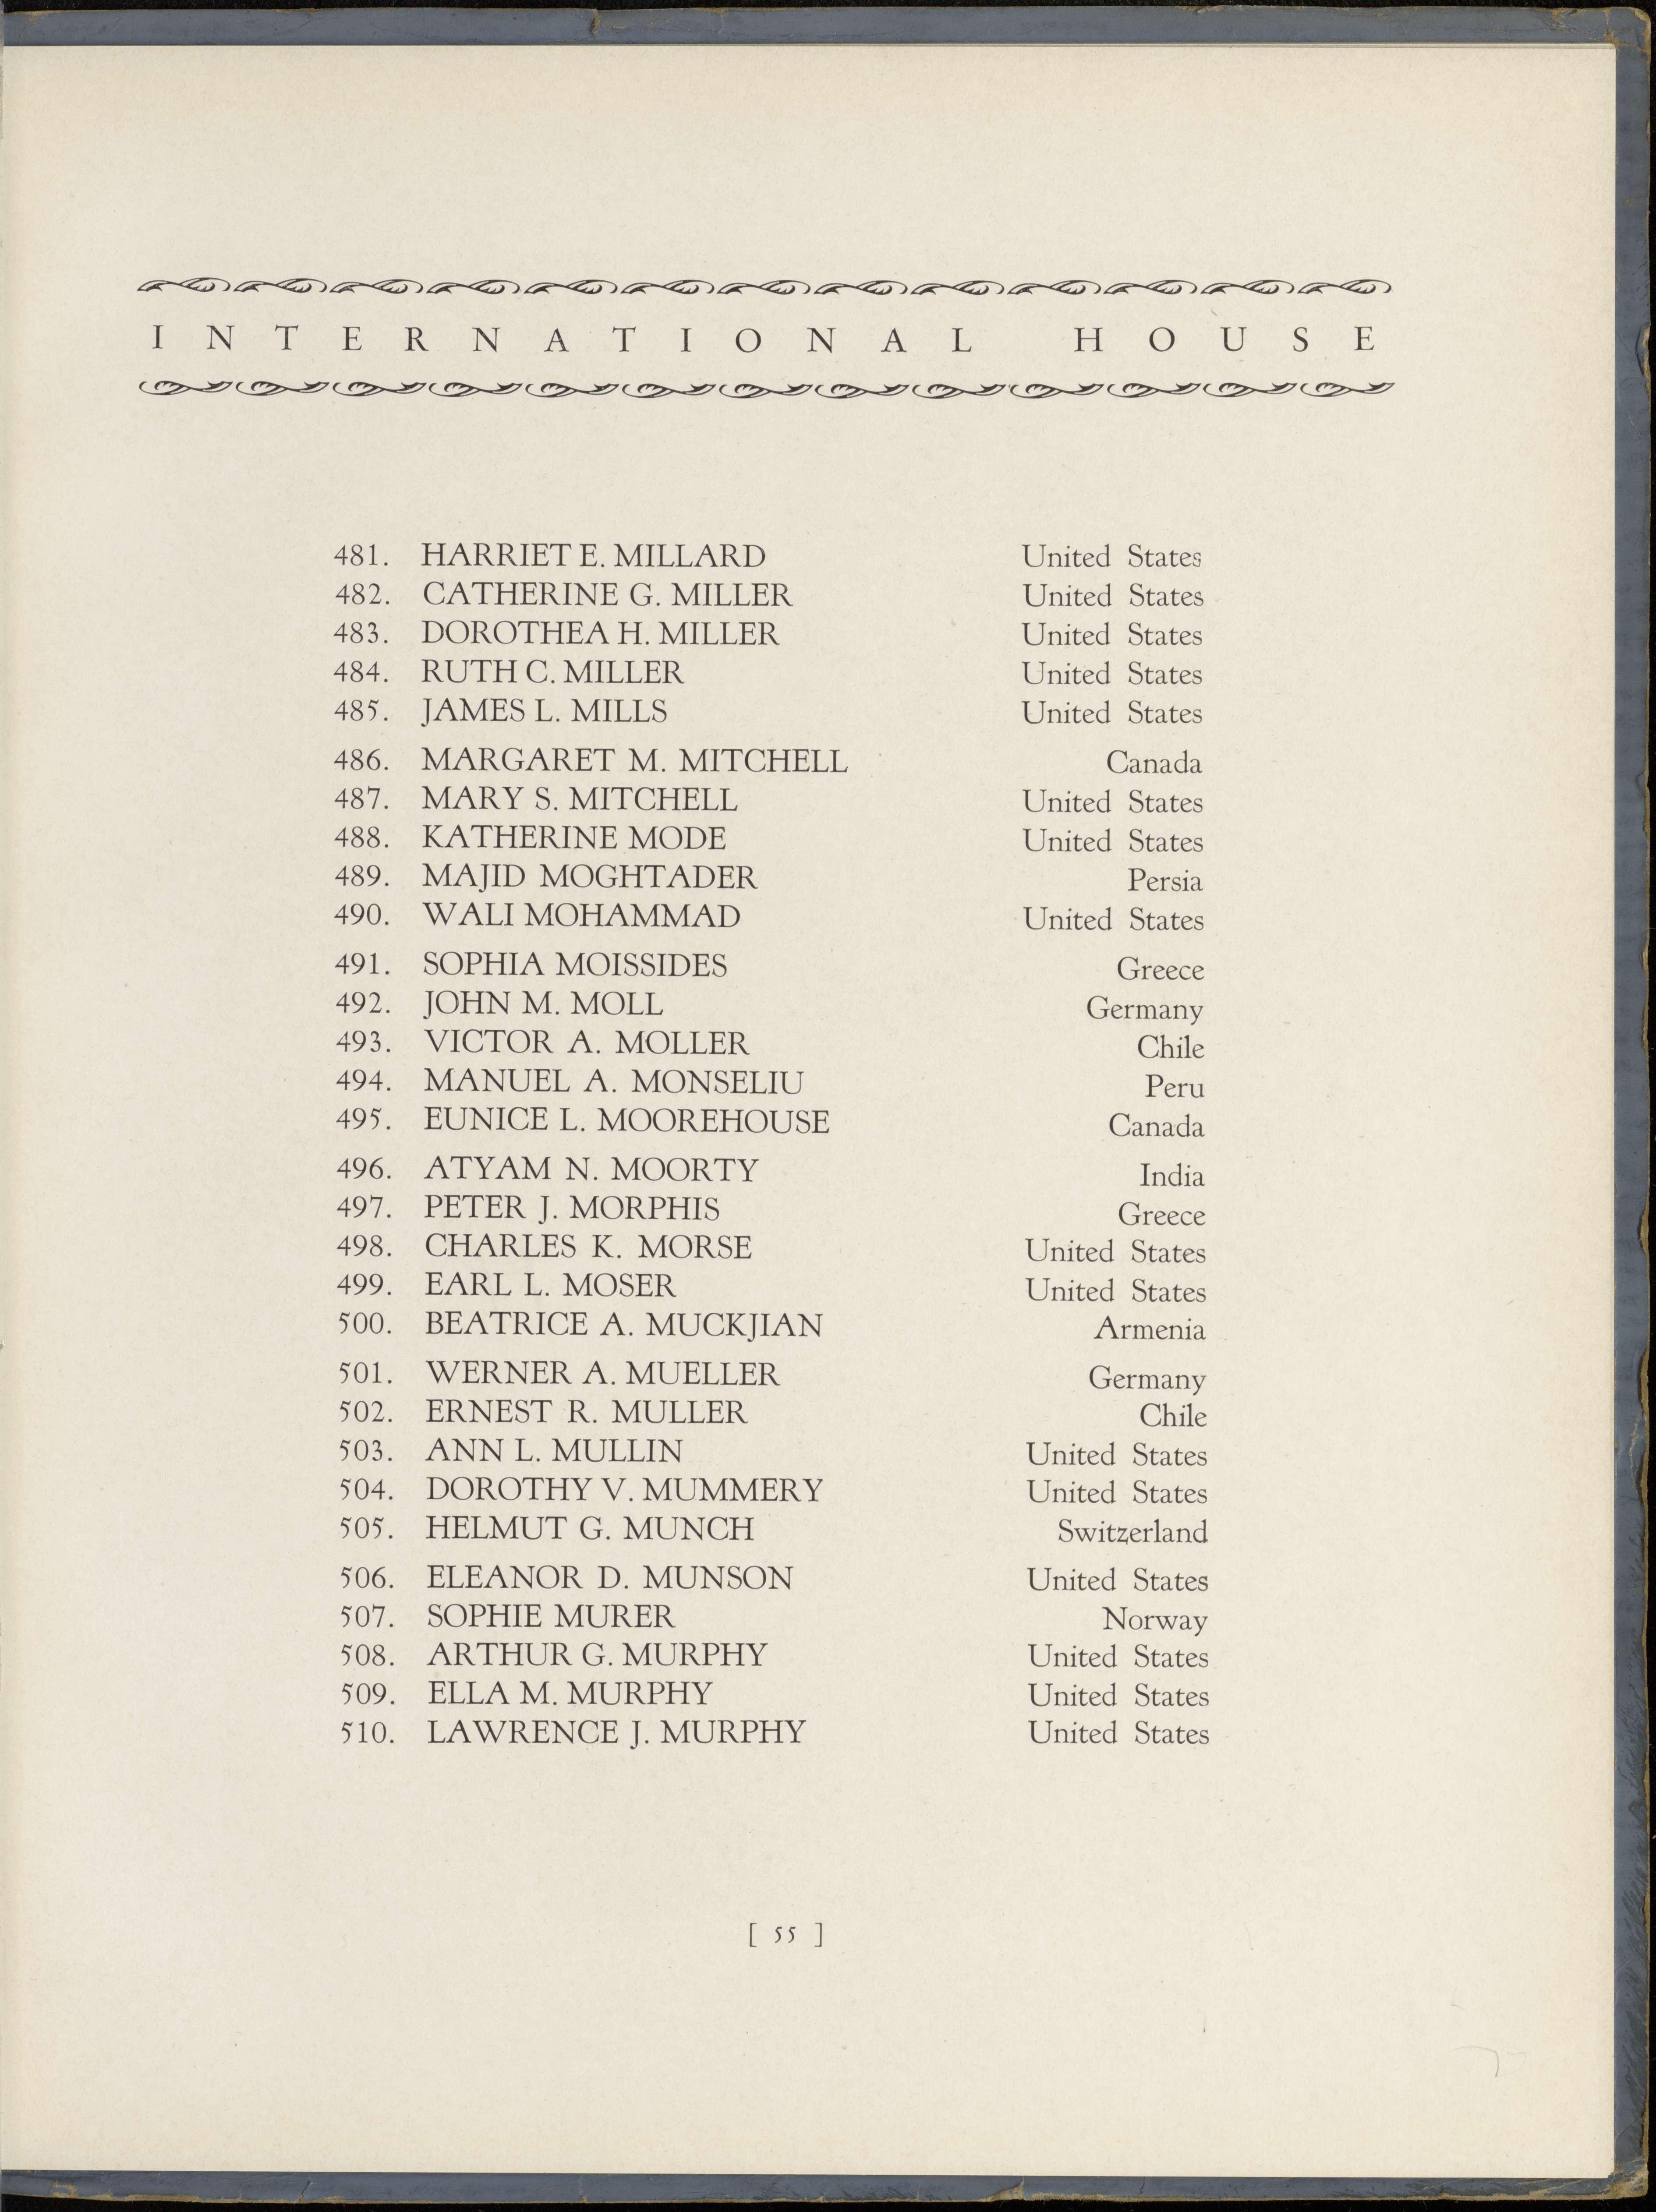 INTERNATIONAL HOUSE
481. HARRIET E. MILLARD United States
482. CATHERINE G. MILLER United States
483. DOROTHEA H. MILLER United States
484. RUTH C. MILLER United States
485. JAMES L. MILLS United States
486. MARGARET M. MITCHELL Canada
487. MARY S. MITCHELL United States
488. KATHERINE MODE United States
489. MAJID MOGHTADER Persia
490. WALI MOHAMMAD United States
491. SOPHIA MOISSIDES Greece
492. JOHN M. MOLL Germany
493. VICTOR A. MOLLER Chile
494. MANUEL A. MONSELIU Peru
495. EUNICE L. MOOREHOUSE Canada
496. ATYAM N. MOORTY India
497. PETER J. MORPHIS Greece
498. CHARLES K. MORSE United States
499. EARL L. MOSER United States
500. BEATRICE A. MUCKJIAN Armenia
501. WERNER A. MUELLER Germany
502. ERNEST R. MULLER Chile
503. ANN L. MULLIN United States
504. DOROTHY V. MUMMERY United States
505. HELMUT G. MUNCH Switzerland
506. ELEANOR D. MUNSON United States
507. SOPHIE MURER Norway
508. ARTHUR G. MURPHY United States
509. ELLA M. MURPHY United States
510. LAWRENCE J. MURPHY United States
[ 55 ]